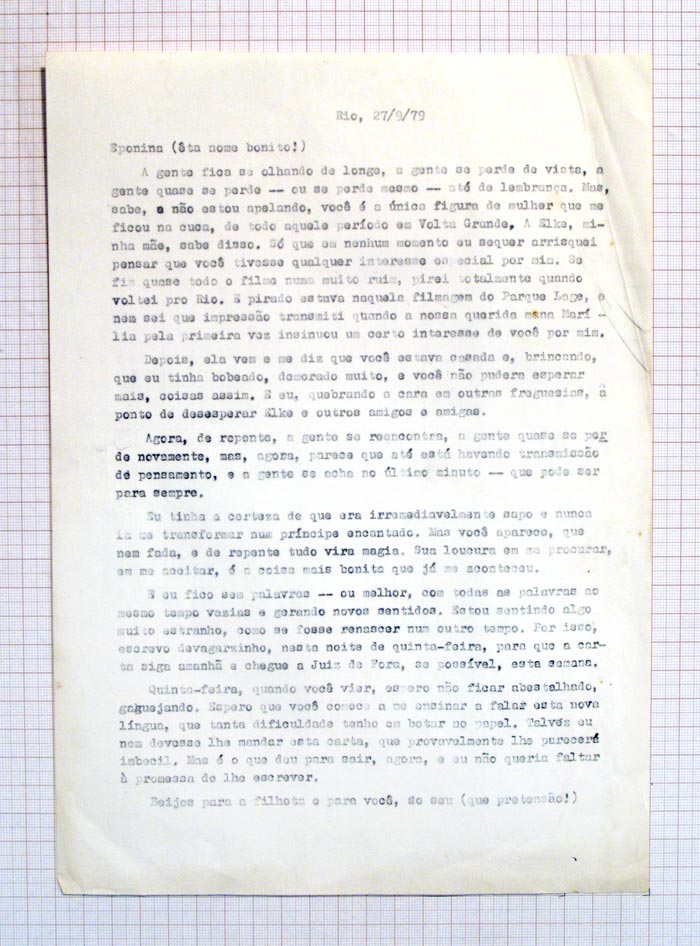 Rio, 27/9/79
Eponina (êta nome bonito!)
A gente fica se olhando de longe, a gente se perde de vista, a
gente quase se perde -- ou se perde mesmo -- até de lembrança. Mas,
sabe, e não estou apelando, você é a única figura de mulher que me
ficou na cuca, de todo aquele período em Volta Grande. A Elke, mi-
nha mãe, sabe disso. Só que em nenhum momento eu sequer arrisquei
pensar que você tivesse qualquer interesse especial por mim. Se
fiz quase todo o filme numa muito ruim, pirei totalmente quando
voltei pro Rio. E pirado estava naquela filmagem do Parque Lage, e
nem sei que impressão transmiti quando a nossa querida mana Marí-
lia pela primeira vez insinuou um certo interesse de você por mim.
Depois, ela vem e me diz que você estava casada e, brincando,
que eu tinha bobeado, demorado muito, e você não pudera esperar
mais, coisas assim. E eu, quebrando a cara em outras freguesias, à
ponto de desesperar Elke e outros amigos e amigas.
Agora, de repente, a gente se reencontra, a gente quase se per
de novamente, mas, agora, parece que até está havendo transmissão
de pensamento, e a gente se acha no último minuto -- que pode ser
para sempre.
Eu tinha a certeza de que era irremediavelmente sapo e nunca
ia me transformar num príncipe encantado. Mas você aparece, que
nem fada, e de repente tudo vira magia. Sua loucura em me procurar,
em me aceitar, é a coisa mais bonita que já me aconteceu.
E eu fico sem palavras -- ou melhor, com todas as palavras ao
mesmo tempo vazias e gerando novos sentidos. Estou sentindo algo
muito estranho, como se fosse renascer num outro tempo. Por isso,
escrevo devagarzinho, nesta noite de quinta-feira, para que a car-
ta siga amanhã e chegue a Juiz de Fora, se possível, esta semana.
Quinta-feira, quando você vier, espero não ficar abestalhado,
gaguejando. Espero que você comece a me ensinar a falar esta nova
língua, que tanta dificuldade tenho em botar no papel. Talvez eu
nem devesse lhe mandar esta carta, que provavelmente lhe parecerá
imbecil. Mas é o que deu para sair, agora, e eu não queria faltar
à promessa de lhe escrever.
Beijos para a filhota e para você, do seu (que pretensão!)